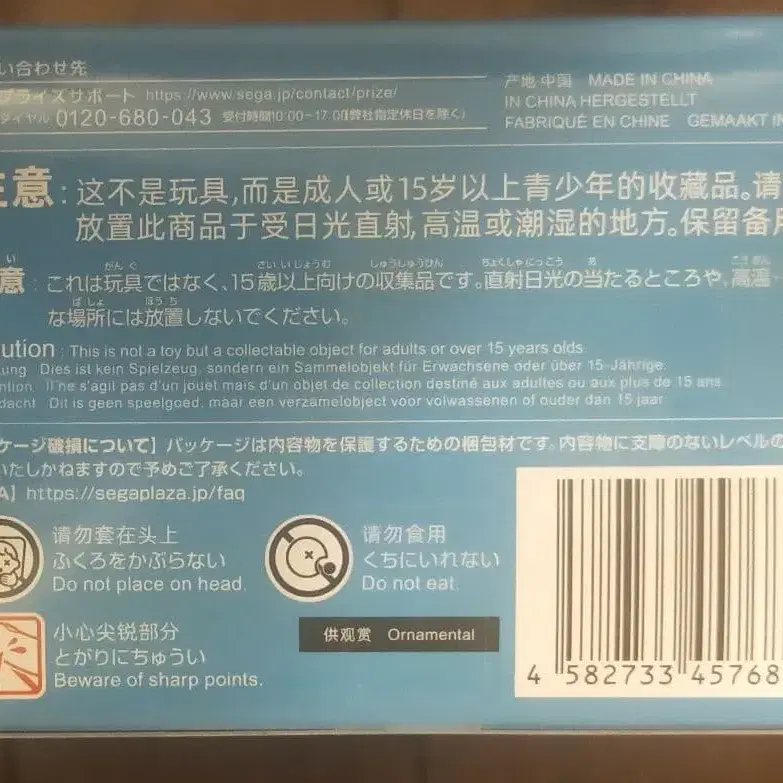 い合わせ先
プライズサポート https://www.sega.jp/contact/prize/
ダイヤル 0120-680-043 受付時間10:00~17:00(弊社指定休日を除く)
产地 中国 MADE IN CHINA
IN CHINA HERGESTELLT
FABRIQUÉ EN CHINE GEMAAKT IN
注意:这不是玩具,而是成人或15岁以上青少年的收藏品。请
放置此商品于受日光直射,高温或潮湿的地方。保留备用
意:これは玩具ではなく、15歳以上向けの収集品です。直射日光の当たるところや、高温
な場所には放置しないでください。
ution : This is not a toy but a collectable object for adults or over 15 years olds.
ung Dies ist kein Spielzeug, sondern ein Sammelobjekt für Erwachsene oder über 15-Jährige.
ntion Il ne s'agil pas d'un jouet mais d'un objet de collection destiné aux adultes ou aux plus de 15 ans.
dacht Dit is geen speelgoed, maar een verzamelobject voor volwassenen of ouder dan 15 jaar
ケージ破損について】パッケージは内容物を保護するための梱包材です。内容物に支障のないレベルの
いたしかねますので予めご了承ください。
A】https://segaplaza.jp/faq
请勿套在头上
ふくろをかぶらない
Do not place on head.
请勿食用
くちにいれない
Do not eat.
小心尖锐部分
とがりにちゅうい
Beware of sharp points.
供观赏 Ornamental
4 582733 45768